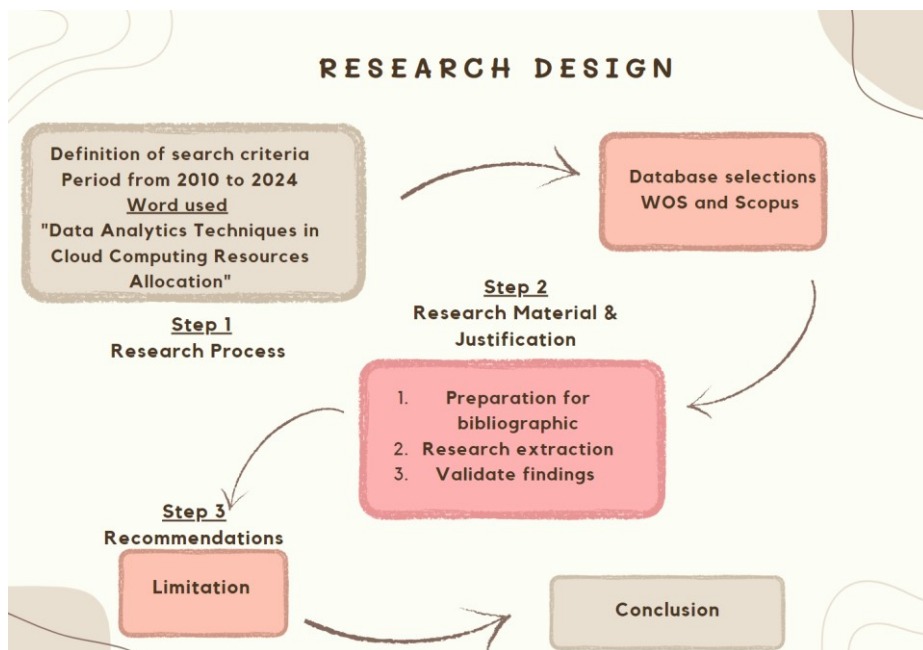 RESEARCH DESIGN
Definition of search criteria
Period from 2010 to 2024
Word used
"Data Analytics Techniques in
Cloud Computing Resources
Allocation"
Step 1
Research Process
Database selections
WOS and Scopus
Step 2
Research Material &
Justification
1. Preparation for
bibliographic
2. Research extraction
3. Validate findings
Step 3
Recommendations
Limitation
Conclusion